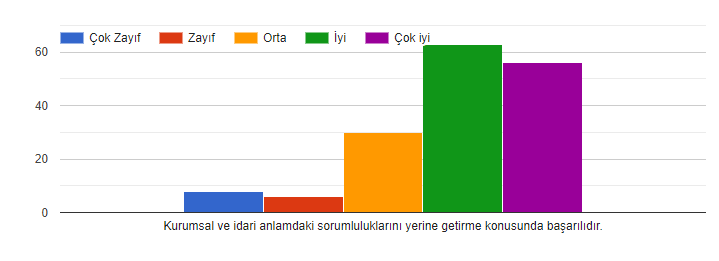 Çok Zayıf Zayıf Orta İyi Çok iyi
60
40
20
0
Kurumsal ve idari anlamdaki sorumluluklarını yerine getirme konusunda başarılıdır.